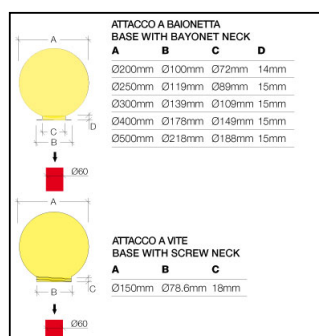 ATTACCO A BAIONETTA
BASE WITH BAYONET NECK
A B C D
Ø200mm Ø100mm Ø72mm 14mm
Ø250mm Ø119mm Ø89mm 15mm
Ø300mm Ø139mm Ø109mm 15mm
Ø400mm Ø178mm Ø149mm 15mm
Ø500mm Ø218mm Ø188mm 15mm
A
D
C
B
Ø60
ATTACCO A VITE
BASE WITH SCREW NECK
A B C
Ø150mm Ø78.6mm 18mm
A
B
C
Ø60